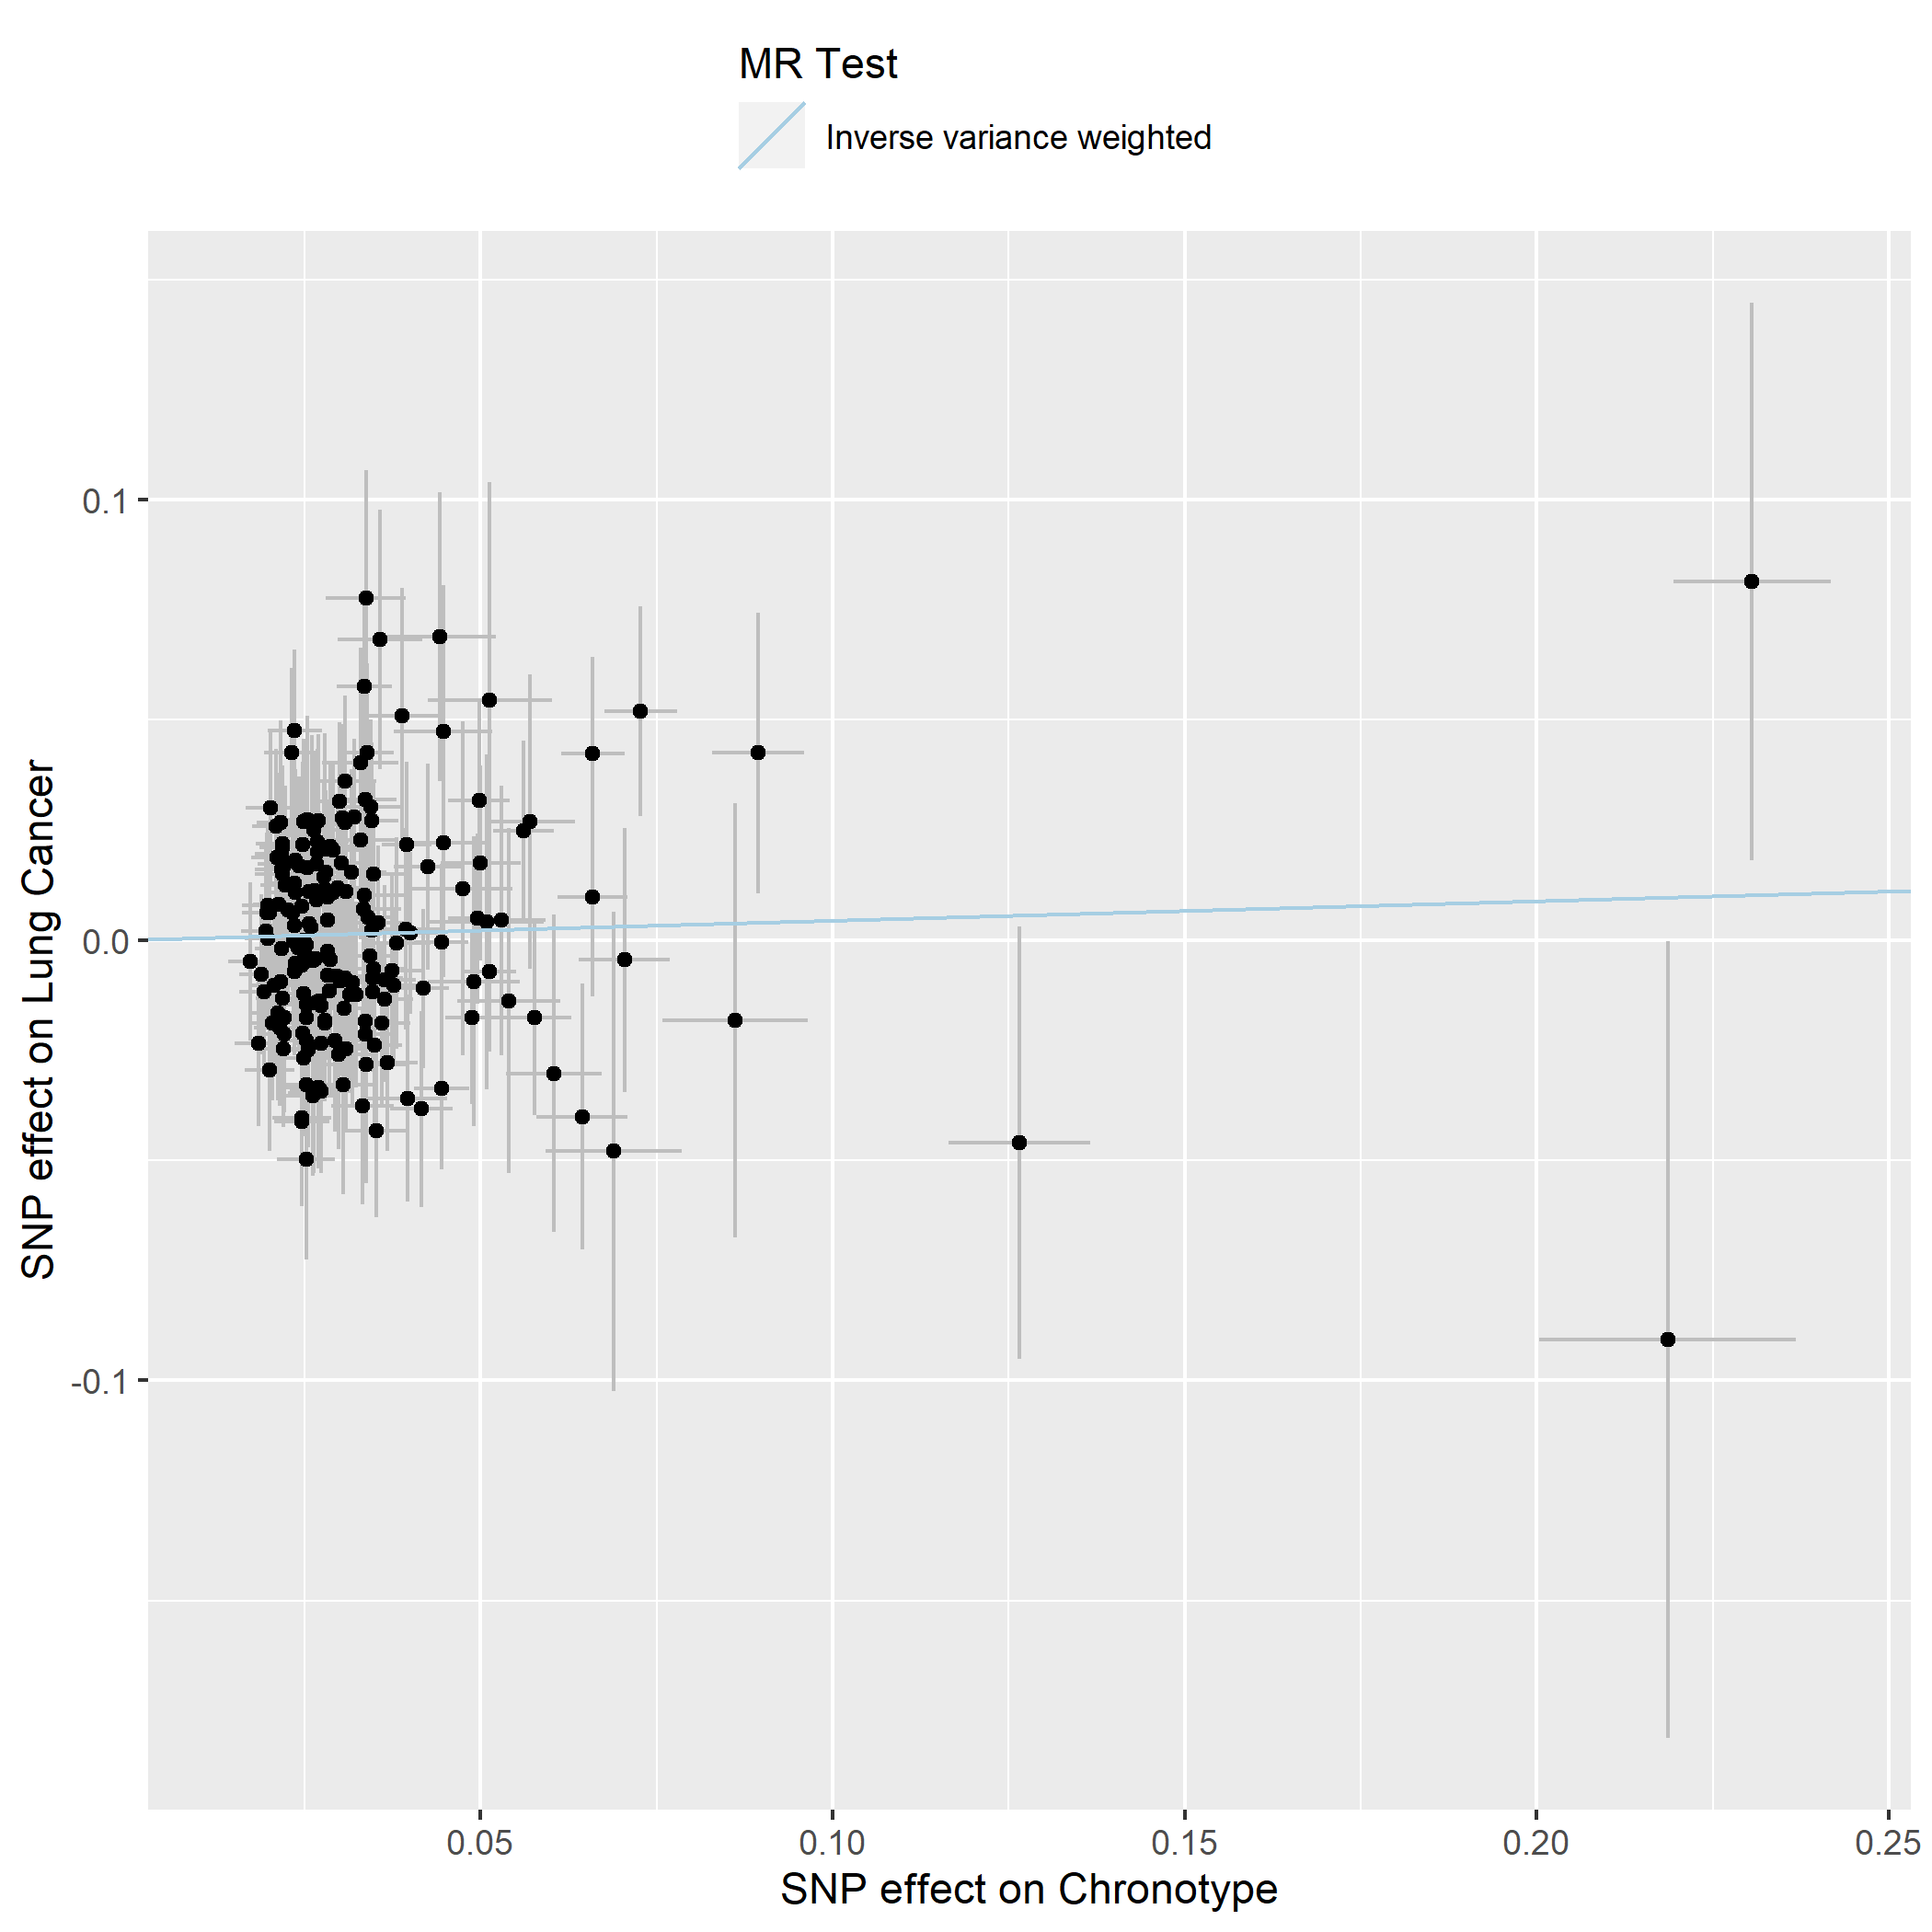 MR Test
Inverse variance weighted
0.1
0.0
-0.1
SNP effect on Lung Cancer
0.05
0.10
0.15
0.20
0.25
SNP effect on Chronotype